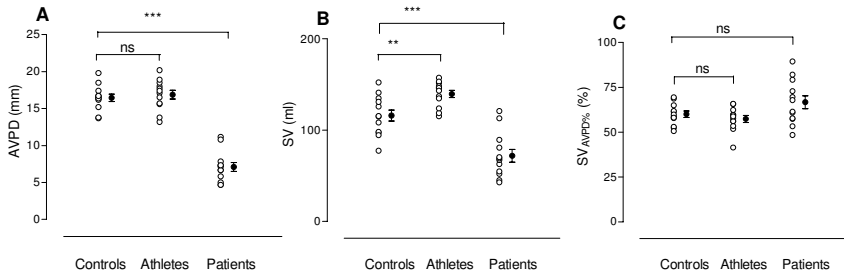 A
***
ns
AVPD (mm)
25
20
15
10
5
0
Controls Athletes Patients
B
***
**
SV (ml)
200
100
0
Controls Athletes Patients
C
ns
ns
SVAVPD% (%)
100
75
50
25
0
Controls Athletes Patients